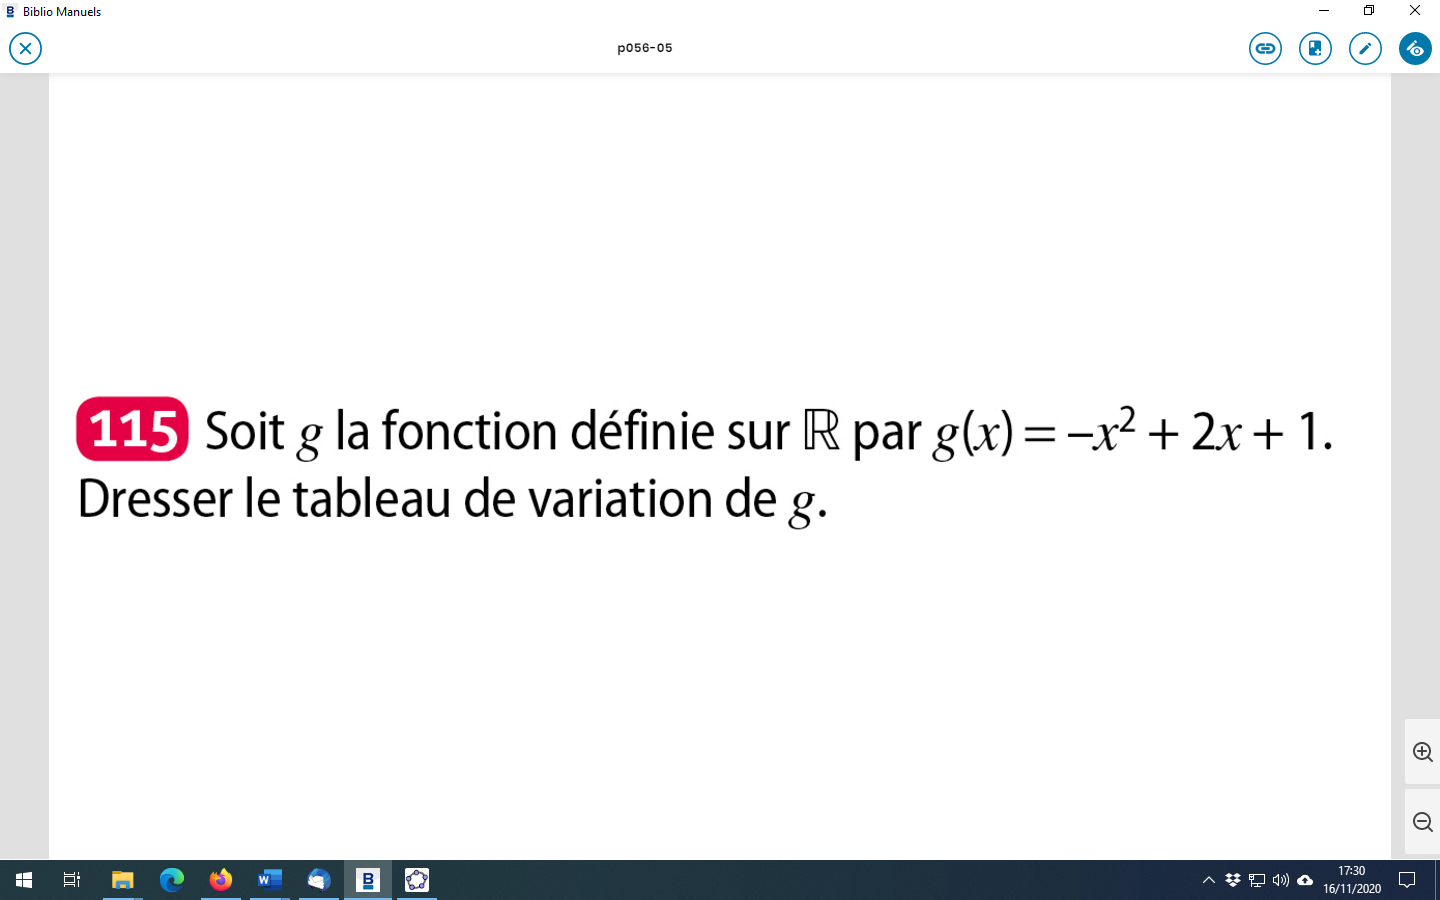 Biblio Manuels
p056-05
115 Soit g la fonction définie sur ℝ par g(x) = –x² + 2x + 1.
Dresser le tableau de variation de g.
17:30
16/11/2020